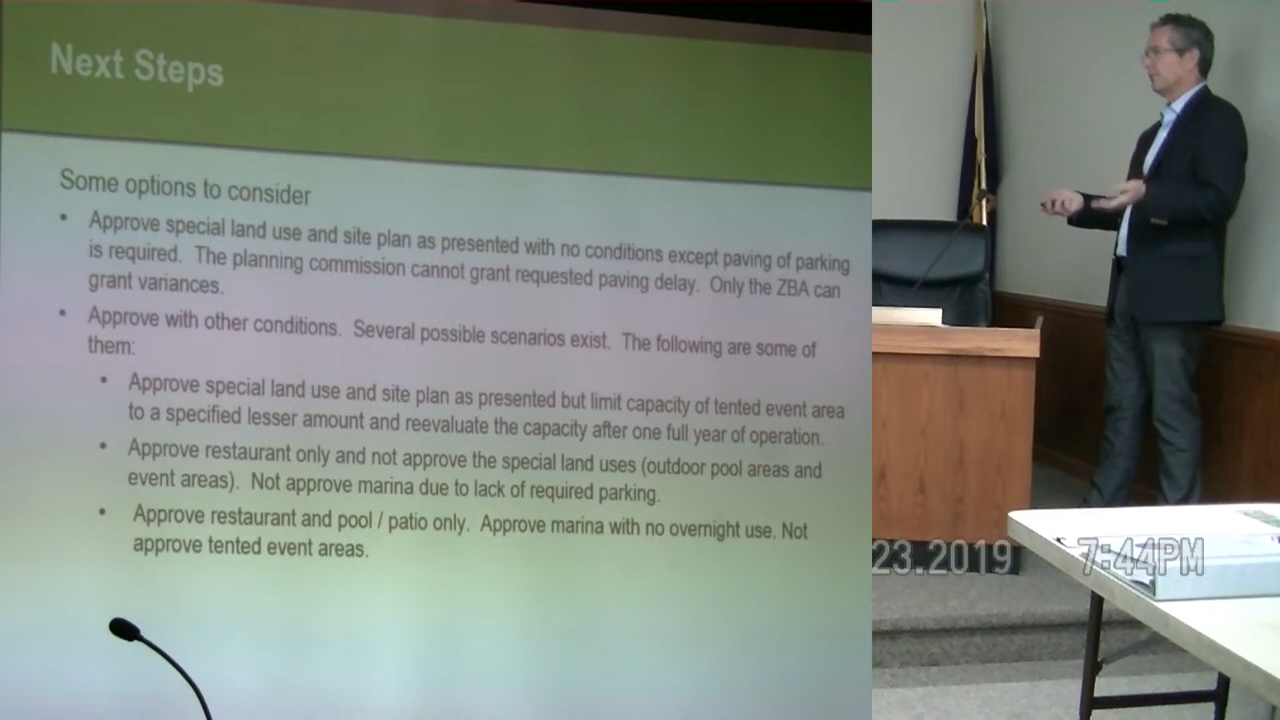 Next Steps
Some options to consider
• Approve special land use and site plan as presented with no conditions except paving of parking
is required. The planning commission cannot grant requested paving delay. Only the ZBA can
grant variances.
• Approve with other conditions. Several possible scenarios exist. The following are some of
them:
• Approve special land use and site plan as presented but limit capacity of tented event area
to a specified lesser amount and reevaluate the capacity after one full year of operation.
• Approve restaurant only and not approve the special land uses (outdoor pool areas and
event areas). Not approve marina due to lack of required parking.
• Approve restaurant and pool / patio only. Approve marina with no overnight use. Not
approve tented event areas.
23.2019 7:44PM